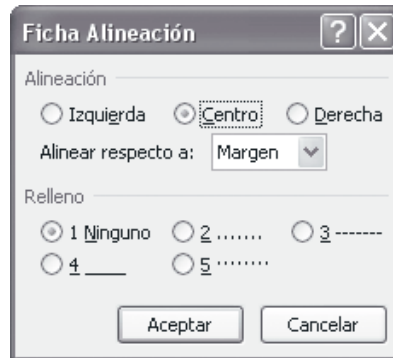 Ficha Alineación
Alineación
Izquierda Centro Derecha
Alinear respecto a: Margen
Relleno
1 Ninguno 2 ....... 3 -------
4 ____ 5 ········
Aceptar Cancelar